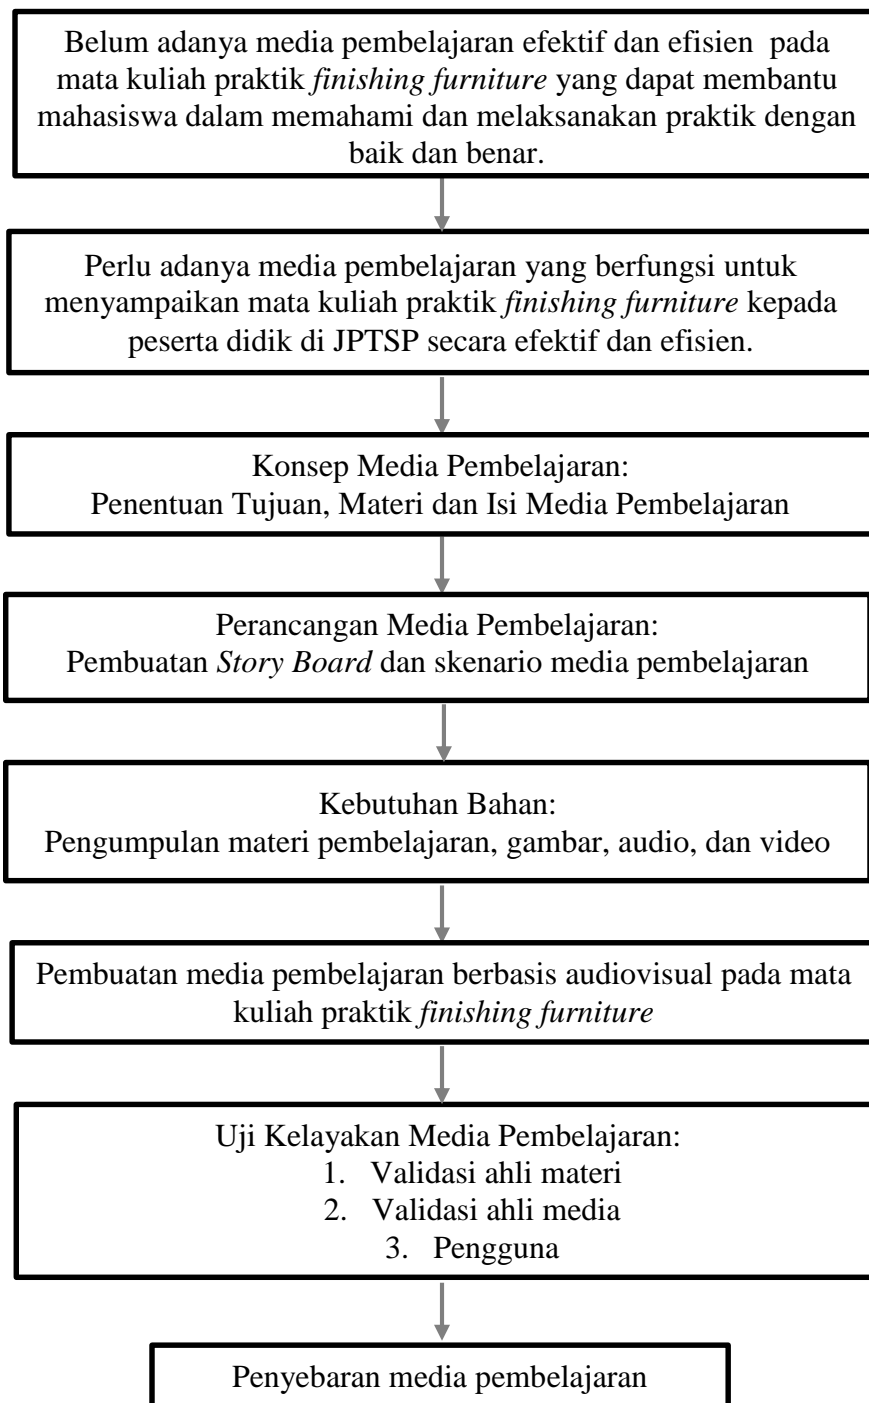 Belum adanya media pembelajaran efektif dan efisien  pada
mata kuliah praktik finishing furniture yang dapat membantu
mahasiswa dalam memahami dan melaksanakan praktik dengan
baik dan benar.
Perlu adanya media pembelajaran yang berfungsi untuk
menyampaikan mata kuliah praktik finishing furniture kepada
peserta didik di JPTSP secara efektif dan efisien.
Konsep Media Pembelajaran:
Penentuan Tujuan, Materi dan Isi Media Pembelajaran
Perancangan Media Pembelajaran:
Pembuatan Story Board dan skenario media pembelajaran
Kebutuhan Bahan:
Pengumpulan materi pembelajaran, gambar, audio, dan video
Pembuatan media pembelajaran berbasis audiovisual pada mata
kuliah praktik finishing furniture
Uji Kelayakan Media Pembelajaran:
1. Validasi ahli materi
2. Validasi ahli media
3. Pengguna
Penyebaran media pembelajaran